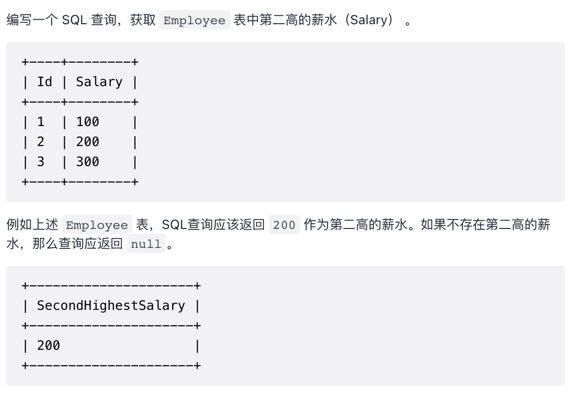 编写一个 SQL 查询，获取 Employee 表中第二高的薪水（Salary） 。
+----+--------+
| Id | Salary |
+----+--------+
| 1  | 100    |
| 2  | 200    |
| 3  | 300    |
+----+--------+
例如上述 Employee 表，SQL查询应该返回 200 作为第二高的薪水。如果不存在第二高的薪
水，那么查询应返回 null。
+---------------------+
| SecondHighestSalary |
+---------------------+
| 200                 |
+---------------------+